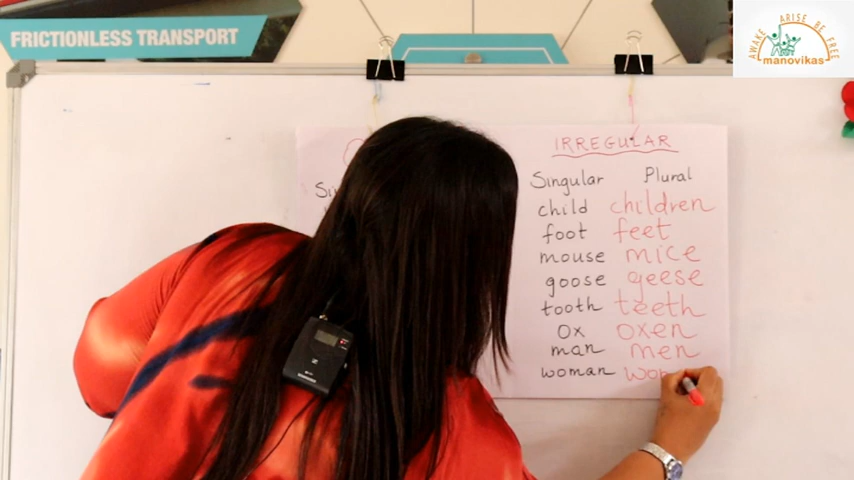 FRICTIONLESS TRANSPORT
AWAKE ARISE BE FREE
manovikas
IRREGULAR
Singular Plural
child children
foot feet
mouse mice
goose geese
tooth teeth
ox oxen
man men
woman